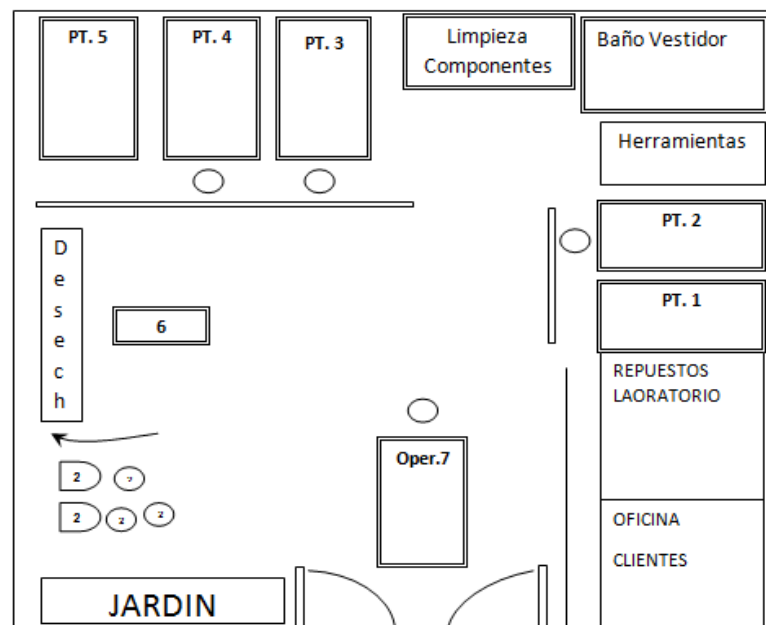 PT. 5
PT. 4
PT. 3
Limpieza
Componentes
Baño Vestidor
Herramientas
PT. 2
PT. 1
D
e
s
e
c
h
6
REPUESTOS
LAORATORIO
Oper.7
2
2
2
2
OFICINA
CLIENTES
JARDIN